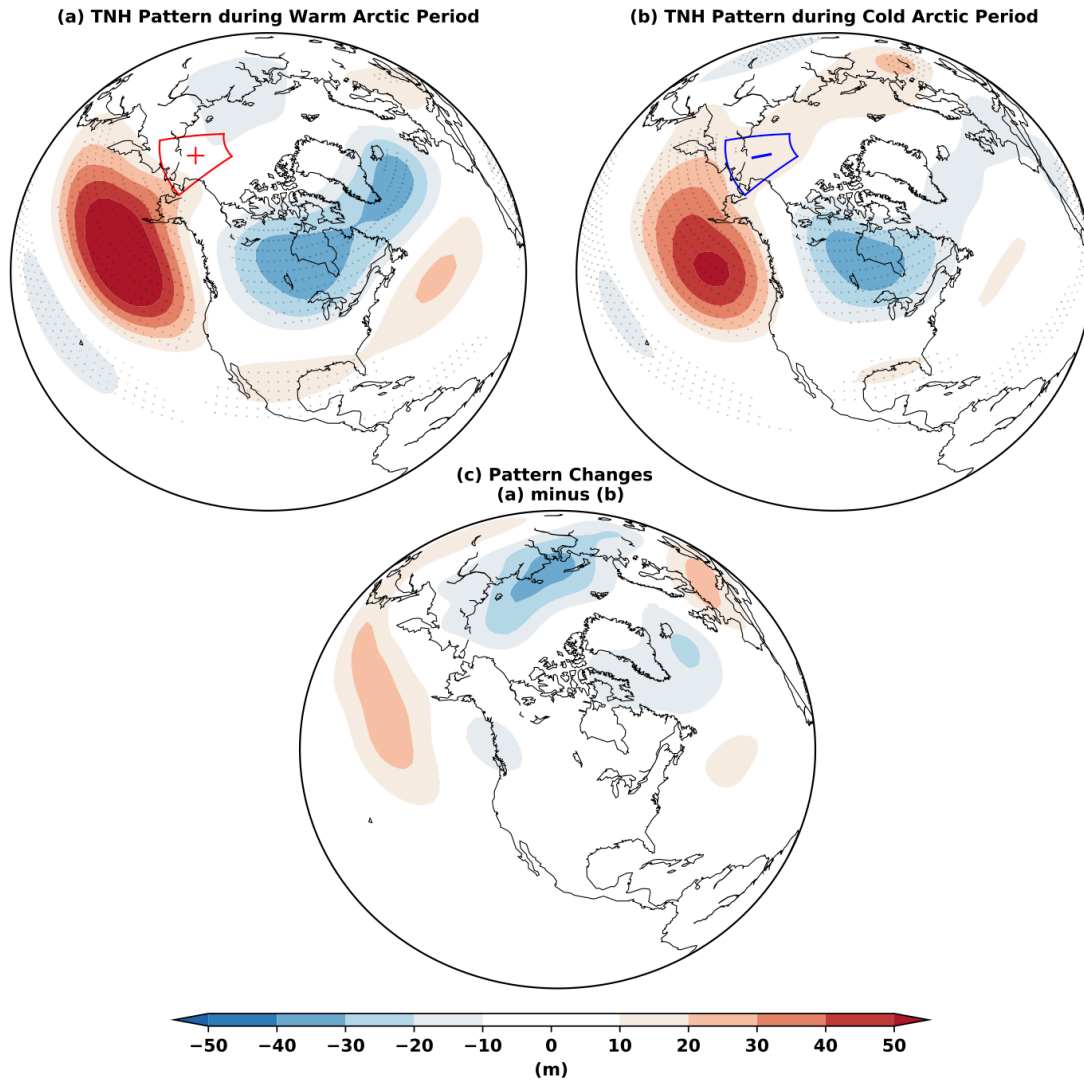 (a) TNH Pattern during Warm Arctic Period
(b) TNH Pattern during Cold Arctic Period
+
−
(c) Pattern Changes
(a) minus (b)
−50 −40 −30 −20 −10 0 10 20 30 40 50
(m)